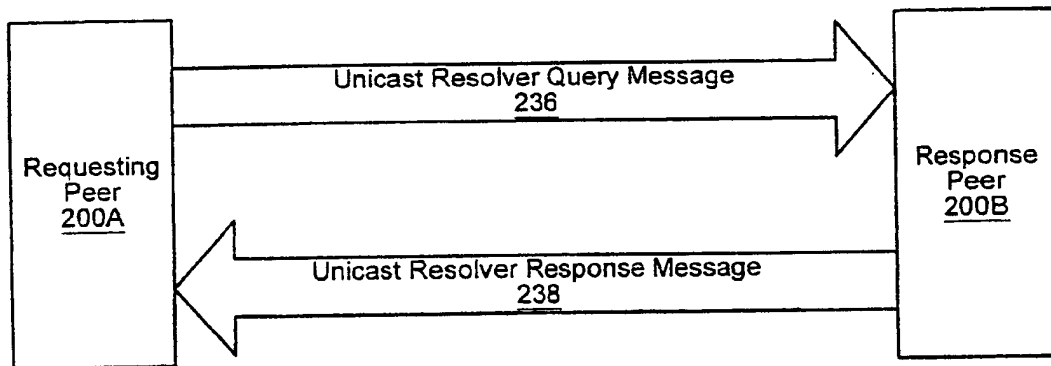 Unicast Resolver Query Message
236
Requesting
Peer
200A
Response
Peer
200B
Unicast Resolver Response Message
238